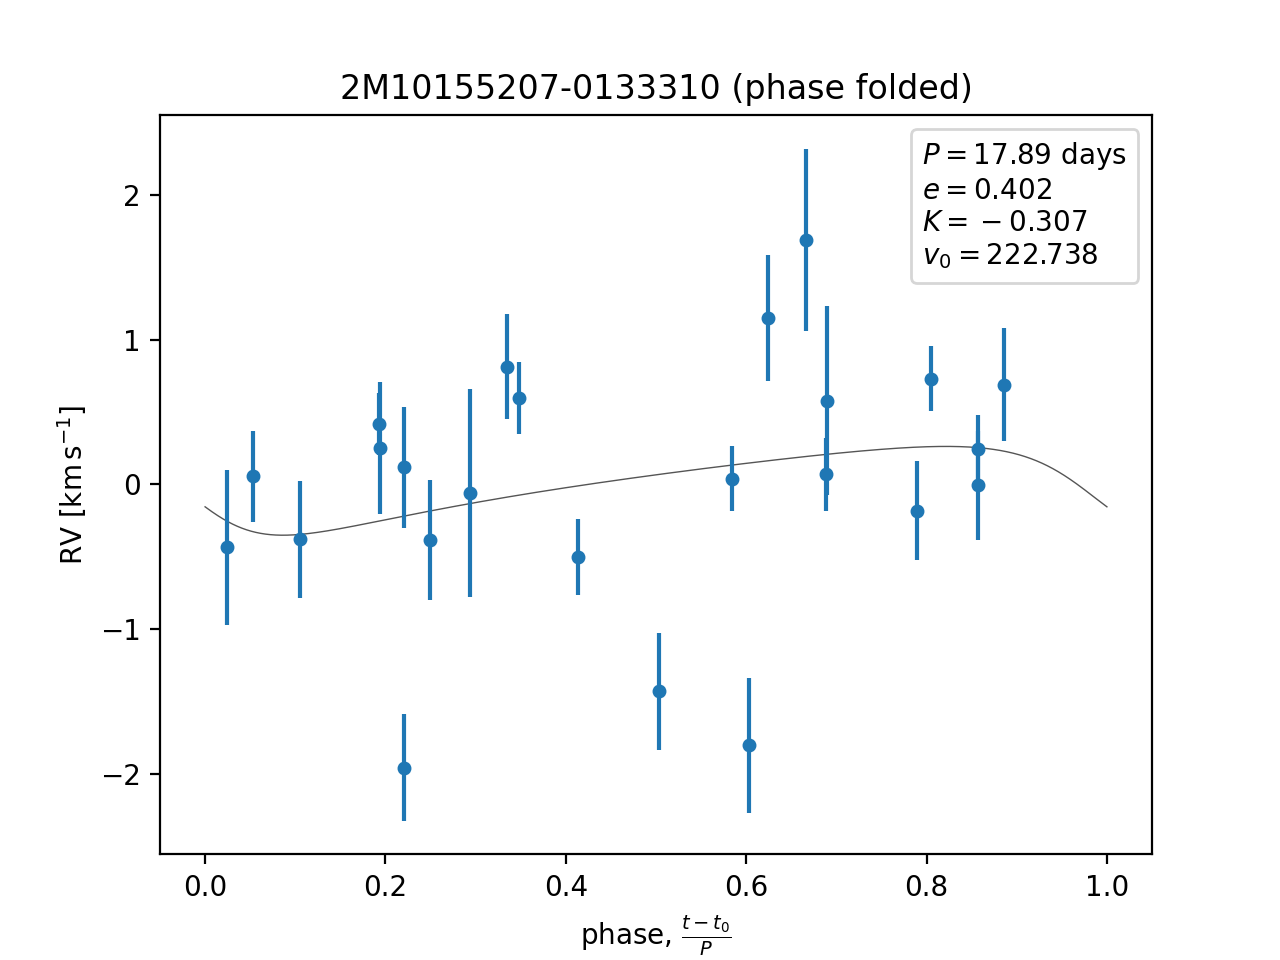 2M10155207-0133310 (phase folded)
P = 17.89 days
e = 0.402
K = −0.307
v₀ = 222.738
RV [km s⁻¹]
2
1
0
−1
−2
0.0 0.2 0.4 0.6 0.8 1.0
phase, (t − t₀)/P